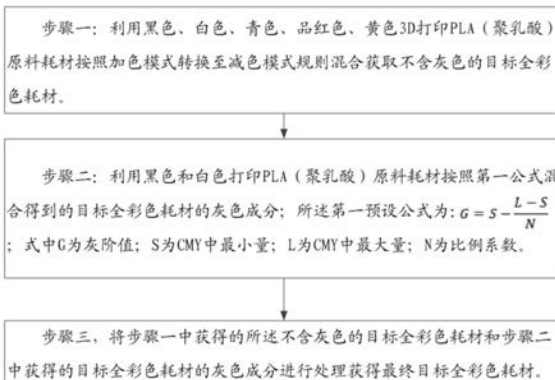 步骤一：利用黑色、白色、青色、品红色、黄色3D打印PLA（聚乳酸）
原料耗材按照加色模式转换至减色模式规则混合获取不含灰色的目标全彩
色耗材。
步骤二：利用黑色和白色打印PLA（聚乳酸）原料耗材按照第一公式混
合得到的目标全彩色耗材的灰色成分；所述第一预设公式为：G = S - \frac{L - S}{N}
；式中G为灰阶值；S为CMY中最小量；L为CMY中最大量；N为比例系数。
步骤三，将步骤一中获得的所述不含灰色的目标全彩色耗材和步骤二
中获得的目标全彩色耗材的灰色成分进行处理获得最终目标全彩色耗材。